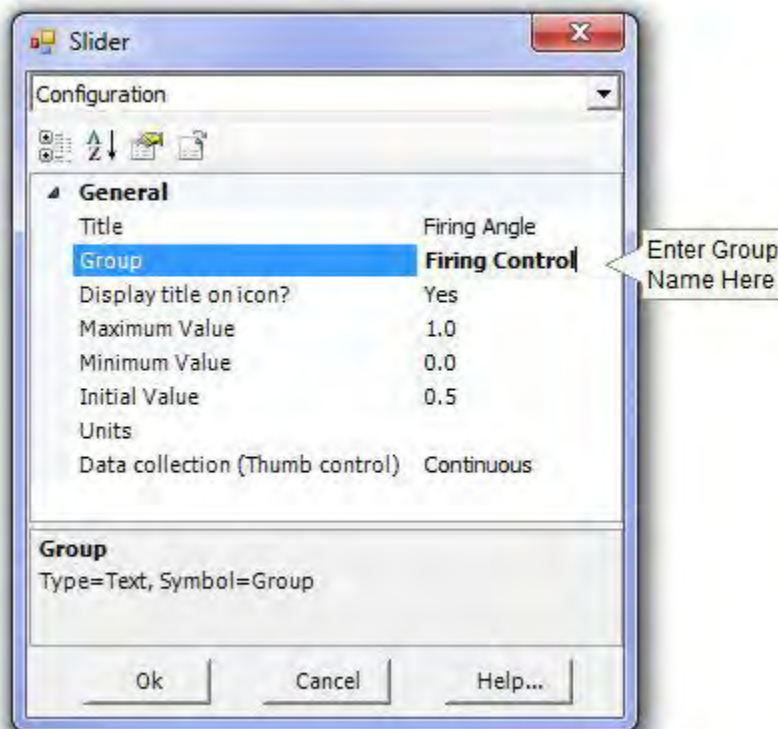 Slider
Configuration
General
Title Firing Angle
Group Firing Control
Enter Group
Name Here
Display title on icon? Yes
Maximum Value 1.0
Minimum Value 0.0
Initial Value 0.5
Units
Data collection (Thumb control) Continuous
Group
Type=Text, Symbol=Group
Ok Cancel Help...